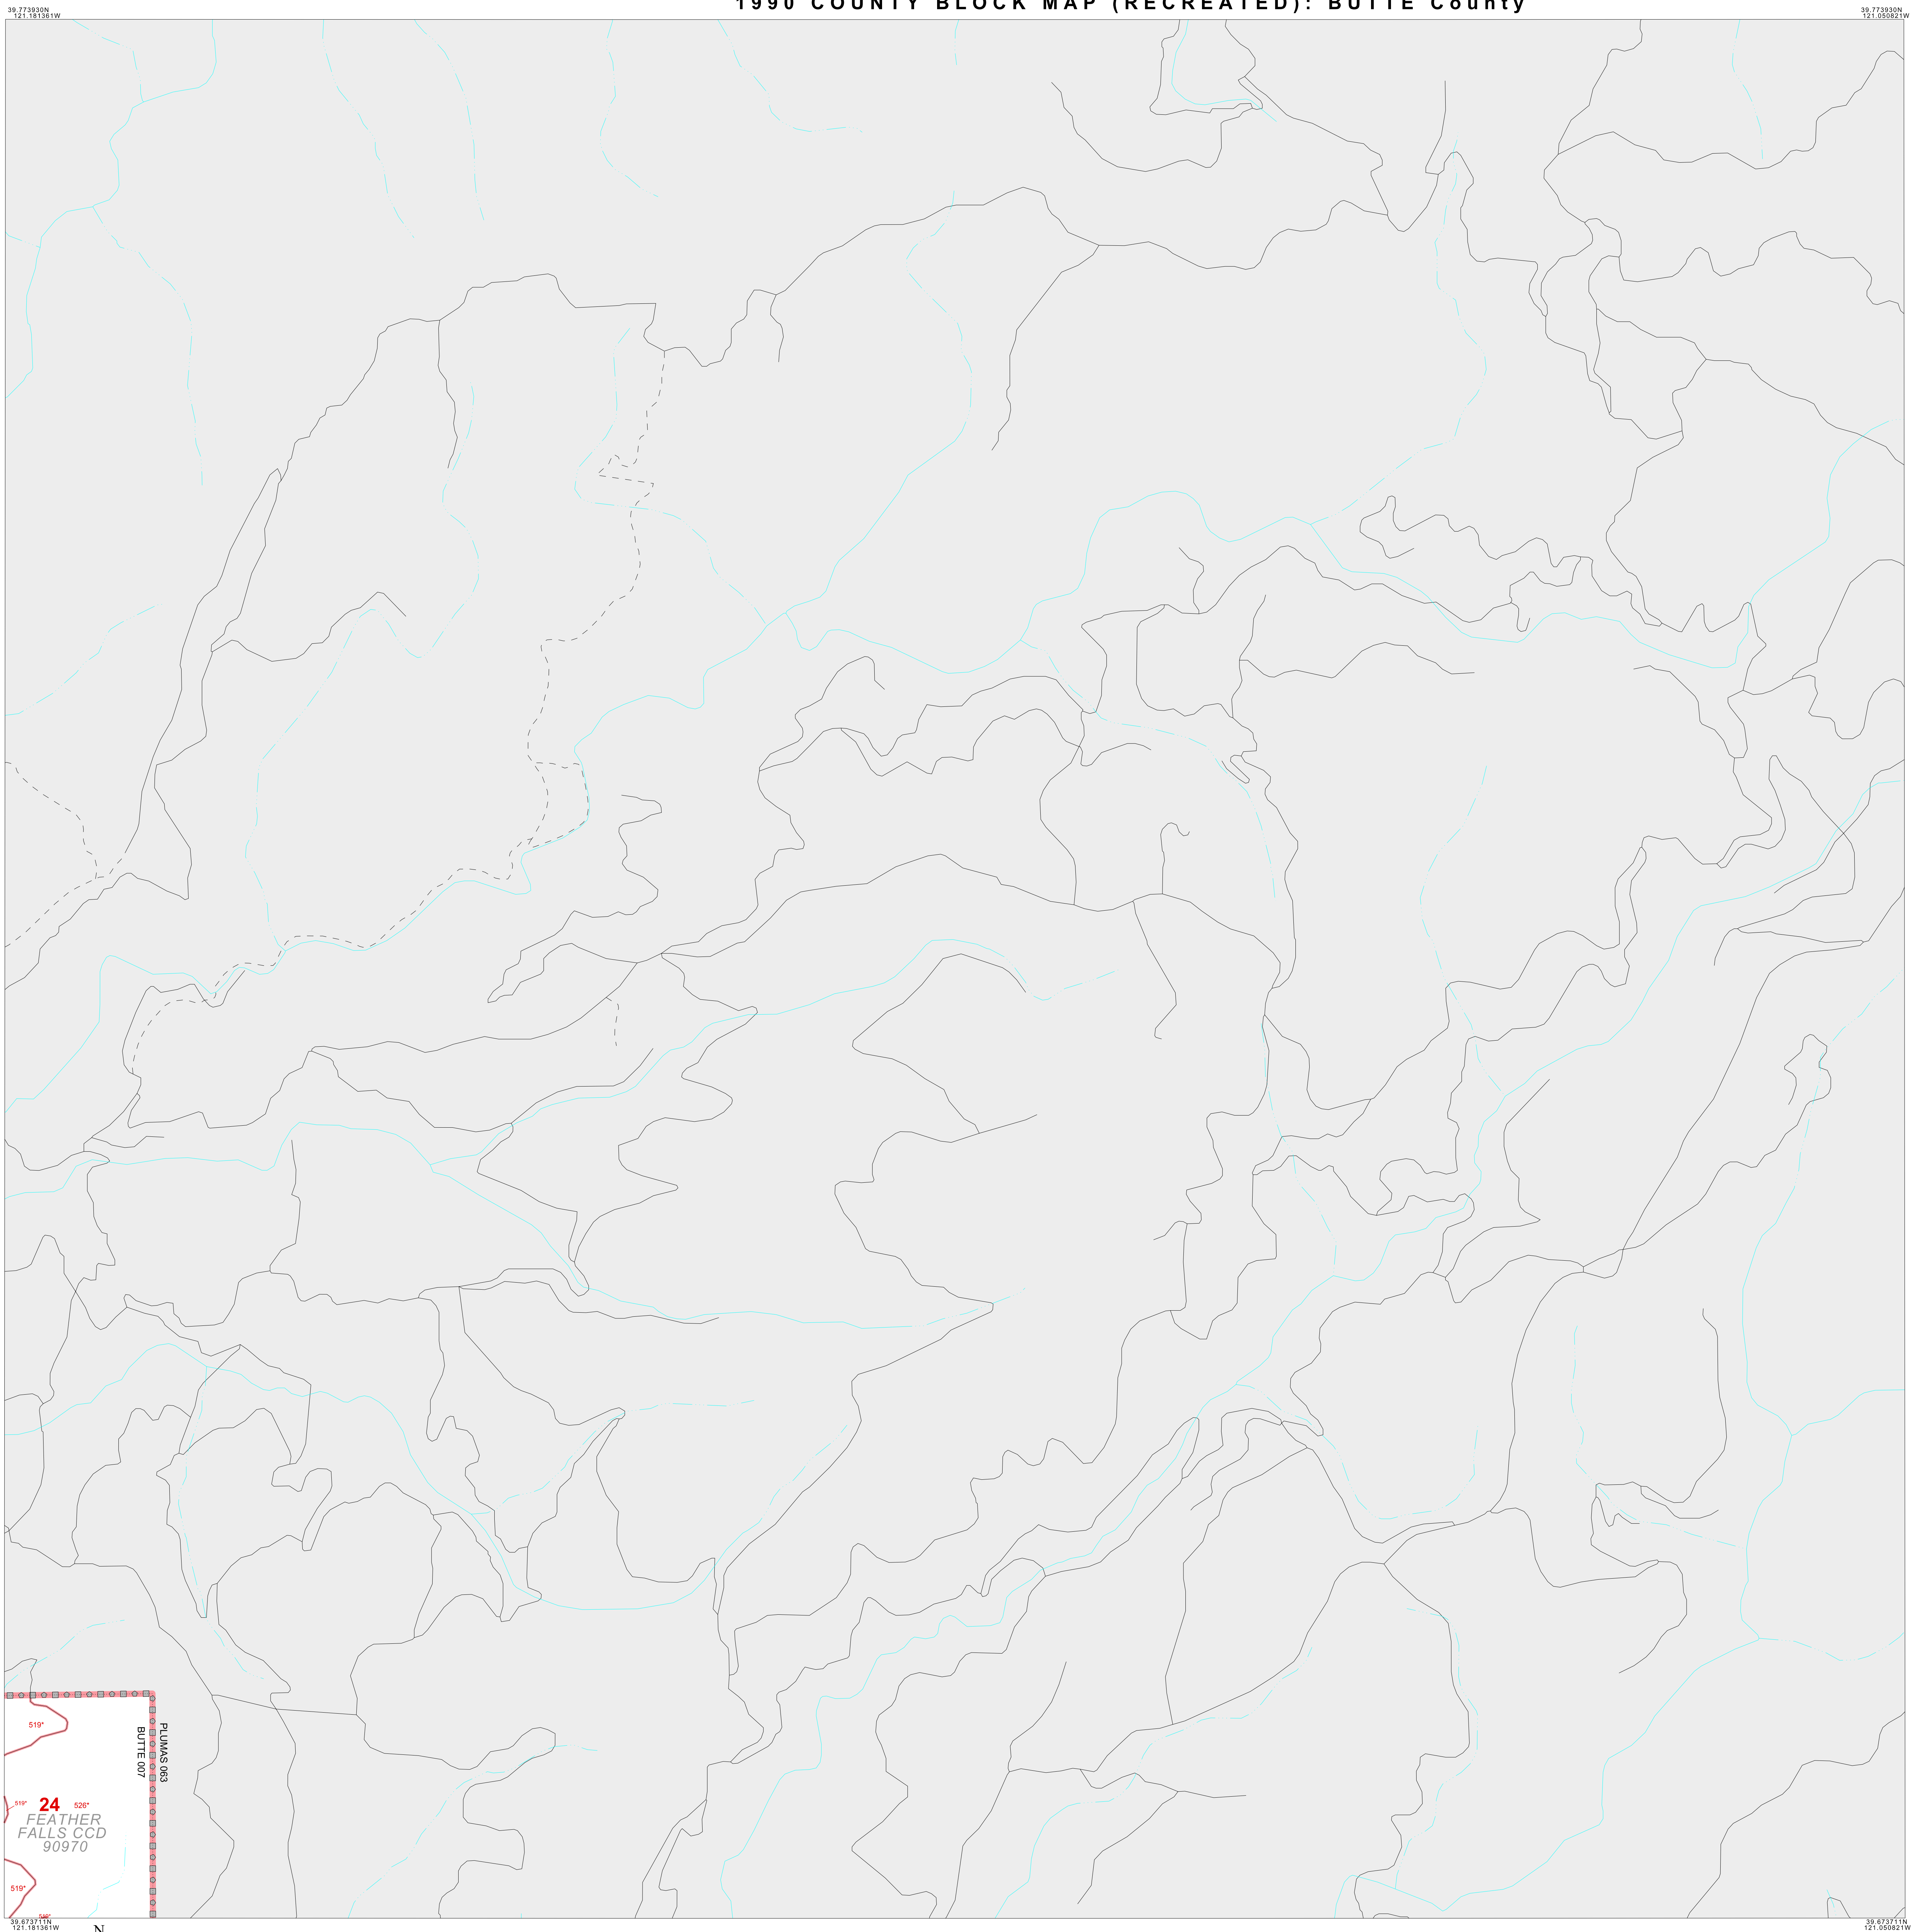 1990 COUNTY BLOCK MAP (RECREATED): BUTTE County
39.773930N
121.181361W
39.773930N
121.050821W
PLUMAS 063
BUTTE 007
519*
519*
24
526*
FEATHER
FALLS CCD
90970
519*
519*
39.673711N
121.181361W
N
39.673711N
121.050821W